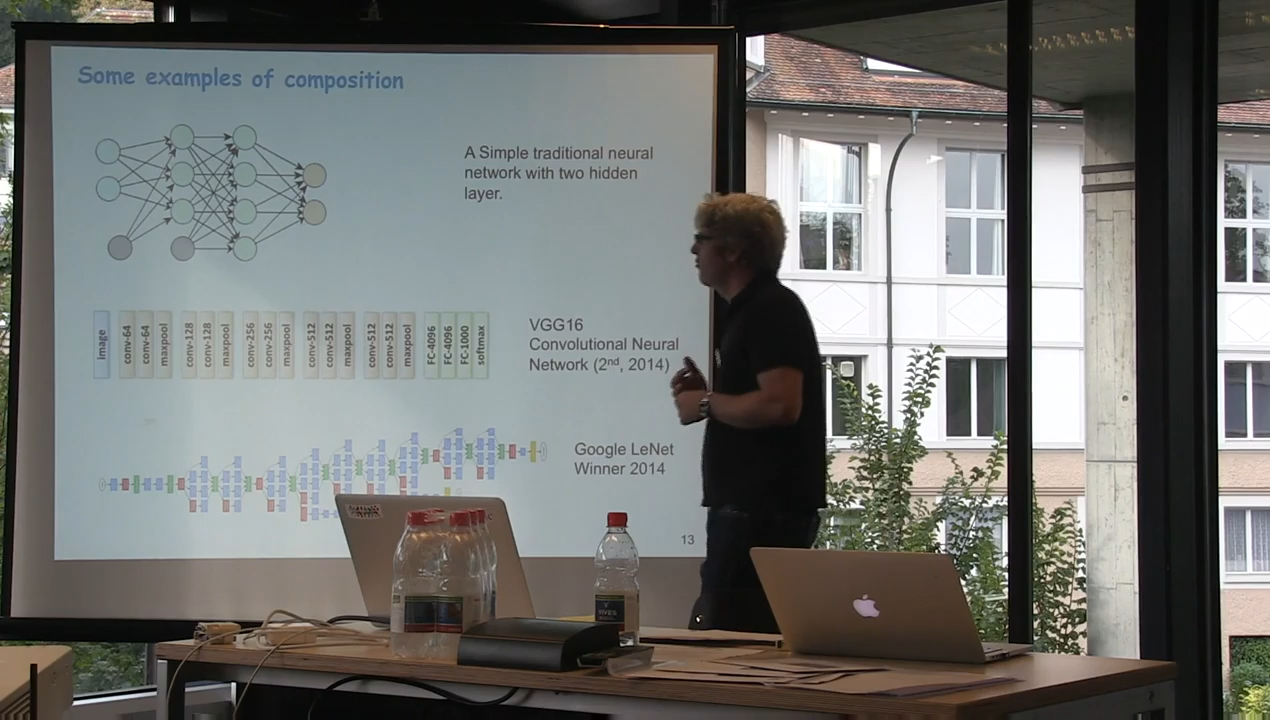 Some examples of composition
A Simple traditional neural
network with two hidden
layer.
image
conv-64
conv-64
maxpool
conv-128
conv-128
maxpool
conv-256
conv-256
maxpool
conv-512
conv-512
maxpool
conv-512
conv-512
maxpool
FC-4096
FC-4096
FC-1000
softmax
VGG16
Convolutional Neural
Network (2nd, 2014)
Google LeNet
Winner 2014
13